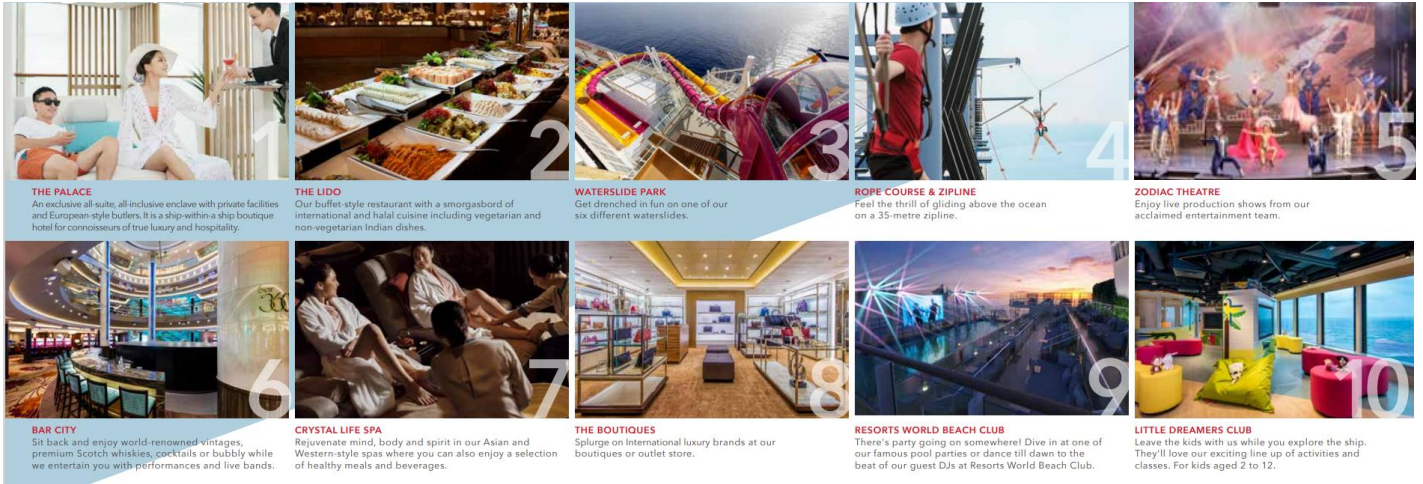 1
THE PALACE
An exclusive all-suite, all-inclusive enclave with private facilities
and European-style butlers. It is a ship-within-a ship boutique
hotel for connoisseurs of true luxury and hospitality.
2
THE LIDO
Our buffet-style restaurant with a smorgasbord of
international and halal cuisine including vegetarian and
non-vegetarian Indian dishes.
3
WATERSLIDE PARK
Get drenched in fun on one of our
six different waterslides.
4
ROPE COURSE & ZIPLINE
Feel the thrill of gliding above the ocean
on a 35-metre zipline.
5
ZODIAC THEATRE
Enjoy live production shows from our
acclaimed entertainment team.
6
BAR CITY
Sit back and enjoy world-renowned vintages,
premium Scotch whiskies, cocktails or bubbly while
we entertain you with performances and live bands.
7
CRYSTAL LIFE SPA
Rejuvenate mind, body and spirit in our Asian and
Western-style spas where you can also enjoy a selection
of healthy meals and beverages.
8
THE BOUTIQUES
Splurge on International luxury brands at our
boutiques or outlet store.
9
RESORTS WORLD BEACH CLUB
There's party going on somewhere! Dive in at one of
our famous pool parties or dance till dawn to the
beat of our guest DJs at Resorts World Beach Club.
10
LITTLE DREAMERS CLUB
Leave the kids with us while you explore the ship.
They'll love our exciting line up of activities and
classes. For kids aged 2 to 12.